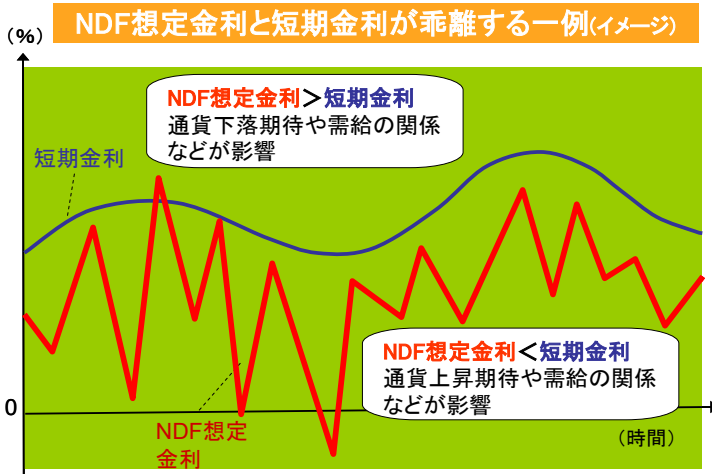 NDF想定金利と短期金利が乖離する一例(イメージ)
(%)
NDF想定金利＞短期金利
通貨下落期待や需給の関係
などが影響
短期金利
NDF想定金利＜短期金利
通貨上昇期待や需給の関係
などが影響
0
NDF想定
金利
(時間)